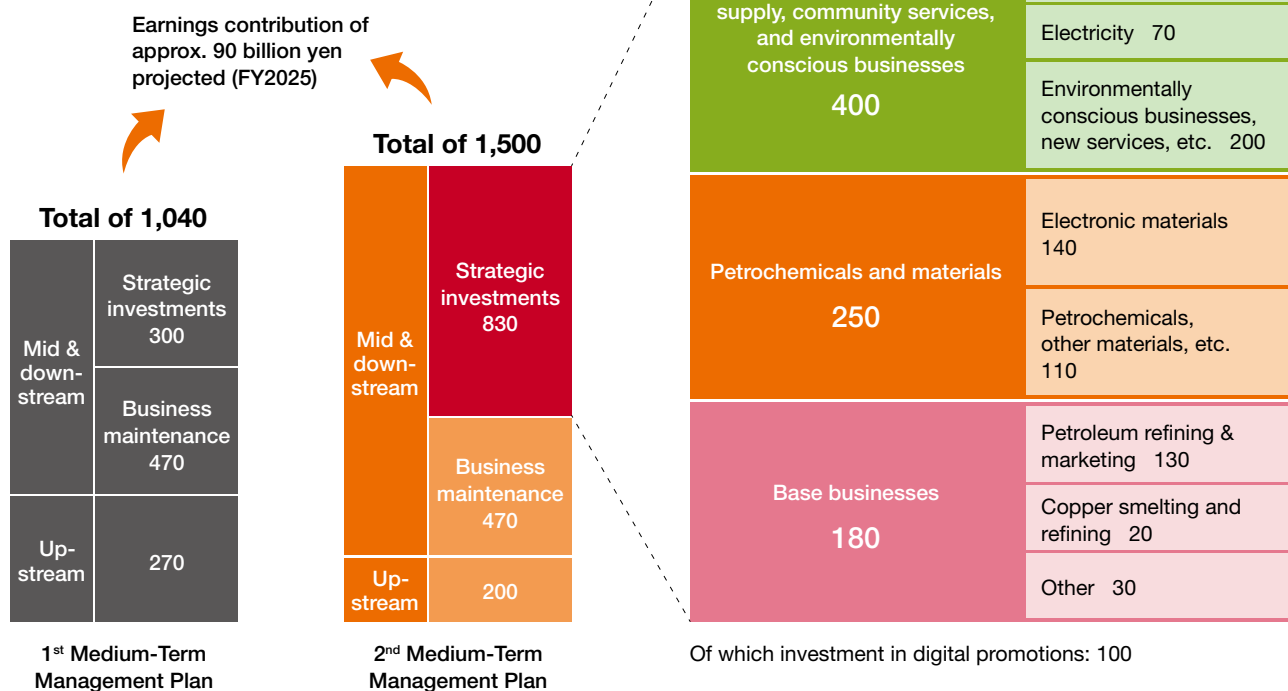 Earnings contribution of
approx. 90 billion yen
projected (FY2025)
Total of 1,040
Mid &
down-
stream
Strategic
investments
300
Business
maintenance
470
Up-
stream
270
1st Medium-Term
Management Plan
Total of 1,500
Mid &
down-
stream
Strategic
investments
830
Business
maintenance
470
Up-
stream
200
2nd Medium-Term
Management Plan
supply, community services,
and environmentally
conscious businesses
400
Electricity 70
Environmentally
conscious businesses,
new services, etc. 200
Petrochemicals and materials
250
Electronic materials
140
Petrochemicals,
other materials, etc.
110
Base businesses
180
Petroleum refining &
marketing 130
Copper smelting and
refining 20
Other 30
Of which investment in digital promotions: 100